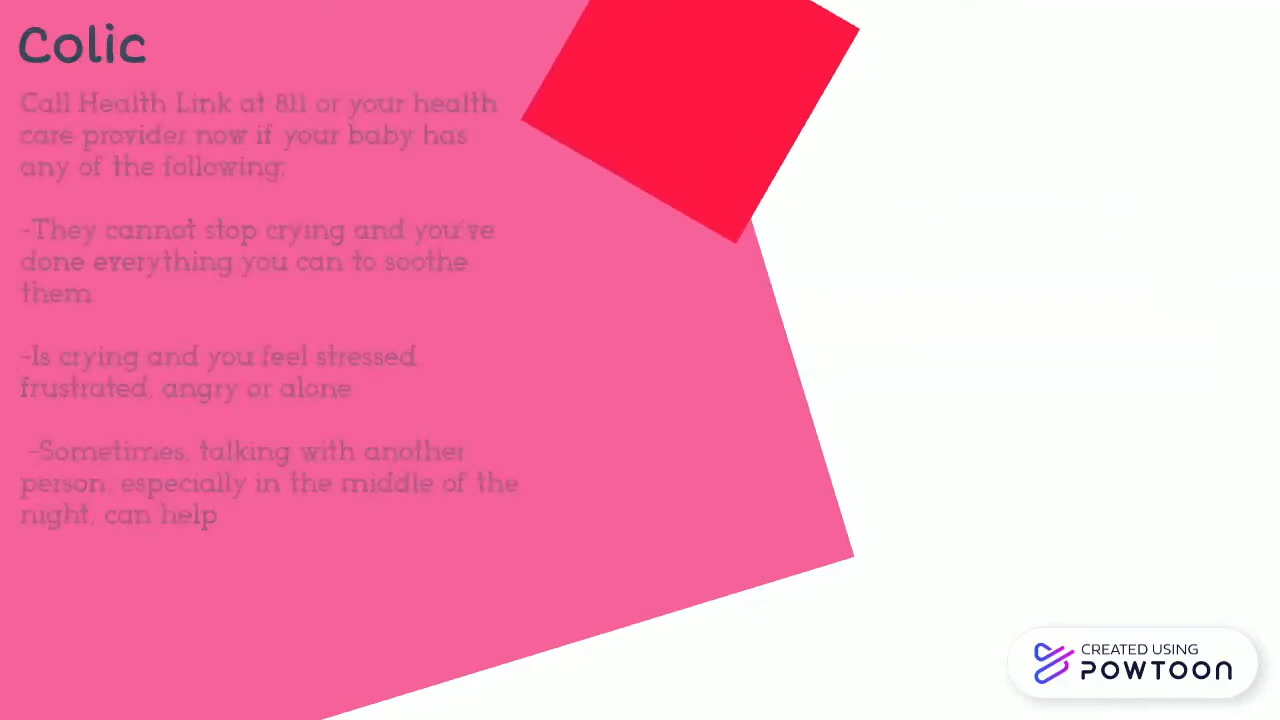 Colic
Call Health Link at 811 or your health
care provider now if your baby has
any of the following:
-They cannot stop crying and you've
done everything you can to soothe
them
-Is crying and you feel stressed
frustrated, angry or alone
-Sometimes, talking with another
person, especially in the middle of the
night, can help
CREATED USING
POWTOON